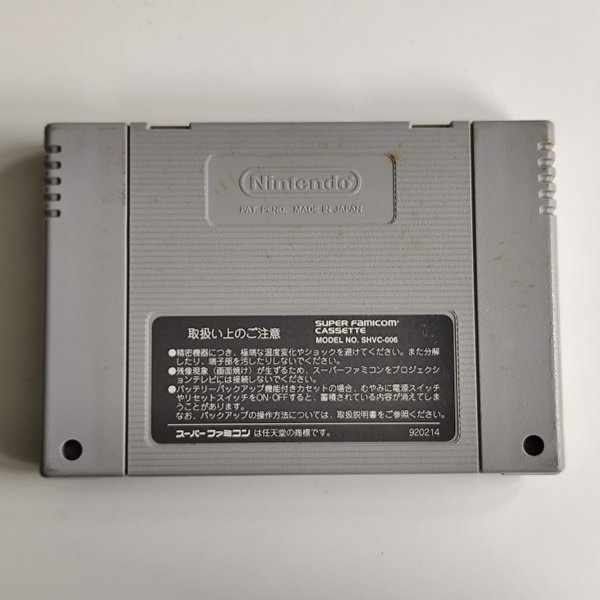 Nintendo
PAT. PEND. MADE IN JAPAN
取扱い上のご注意
SUPER FAMICOM
CASSETTE
MODEL NO. SHVC-006
●精密機器につき、極端な温度変化やショックを避けてください。また分解
したり、端子部を汚したりしないでください。
●残像現象（画面焼け）が生ずるため、スーパーファミコンをプロジェク
ションテレビには接続しないでください。
●バッテリーバックアップ機能付きカセットの場合、むやみに電源スイッチ
やリセットスイッチをON・OFFすると、蓄積されている内容が消えてしま
うことがあります。
なお、バックアップの操作方法については、取扱説明書をご参照ください。
スーパーファミコンは任天堂の商標です。
920214